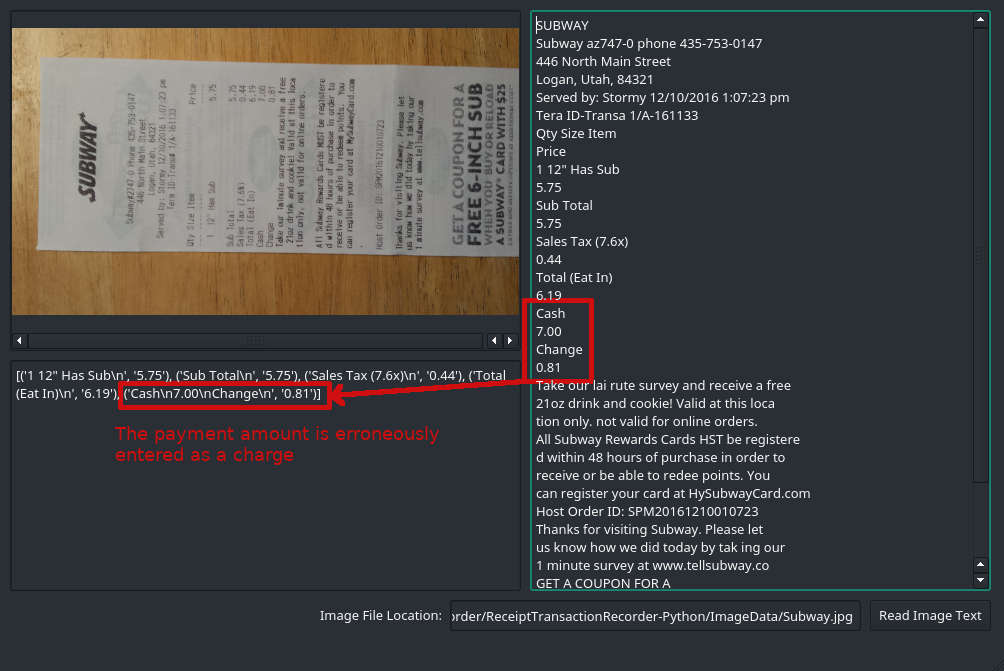 SUBWAY
Subway#2747-0 Phone 435-753-0147
446 North Main Street
Logan, Utah, 84321
Served by: Stormy 12/10/2016 1:07:23 pm
Term ID-Trans# 1/A-161133
Qty Size Item Price
1 12" Has Sub 5.75
Sub Total 5.75
Sales Tax (7.6%) 0.44
Total (Eat In) 6.19
Cash 7.00
Change 0.81
Take our 1minute survey and receive a free
21oz drink and cookie! Valid at this loca
tion only. not valid for online orders.
All Subway Rewards Cards MUST be registere
d within 48 hours of purchase in order to
receive or be able to redeem points. You
can register your card at MySubwayCard.com
Host Order ID: SPM20161210010723
Thanks for visiting Subway. Please let
us know how we did today by taking our
1 minute survey at www.tellsubway.com
GET A COUPON FOR A
FREE 6-INCH SUB
WHEN YOU BUY OR RELOAD
A SUBWAY® CARD WITH $25
[('1 12" Has Sub\n', '5.75'), ('Sub Total\n', '5.75'), ('Sales Tax (7.6x)\n', '0.44'), ('Total
(Eat In)\n', '6.19'), ('Cash\n7.00\nChange\n', '0.81')]
The payment amount is erroneously
entered as a charge
SUBWAY
Subway az747-0 phone 435-753-0147
446 North Main Street
Logan, Utah, 84321
Served by: Stormy 12/10/2016 1:07:23 pm
Tera ID-Transa 1/A-161133
Qty Size Item
Price
1 12" Has Sub
5.75
Sub Total
5.75
Sales Tax (7.6x)
0.44
Total (Eat In)
6.19
Cash
7.00
Change
0.81
Take our lai rute survey and receive a free
21oz drink and cookie! Valid at this loca
tion only. not valid for online orders.
All Subway Rewards Cards HST be registere
d within 48 hours of purchase in order to
receive or be able to redee points. You
can register your card at HySubwayCard.com
Host Order ID: SPM20161210010723
Thanks for visiting Subway. Please let
us know how we did today by tak ing our
1 minute survey at www.tellsubway.co
GET A COUPON FOR A
Image File Location: order/ReceiptTransactionRecorder-Python/ImageData/Subway.jpg Read Image Text